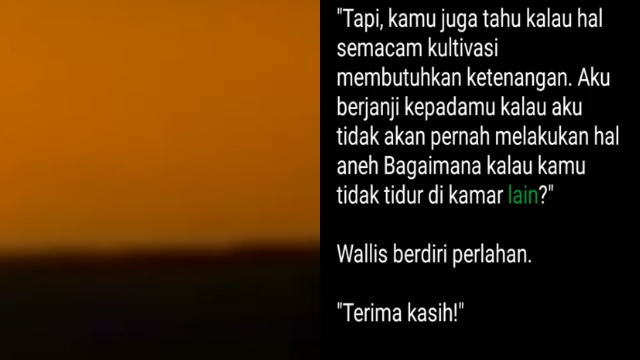 "Tapi, kamu juga tahu kalau hal
semacam kultivasi
membutuhkan ketenangan. Aku
berjanji kepadamu kalau aku
tidak akan pernah melakukan hal
aneh Bagaimana kalau kamu
tidak tidur di kamar lain?"
Wallis berdiri perlahan.
"Terima kasih!"